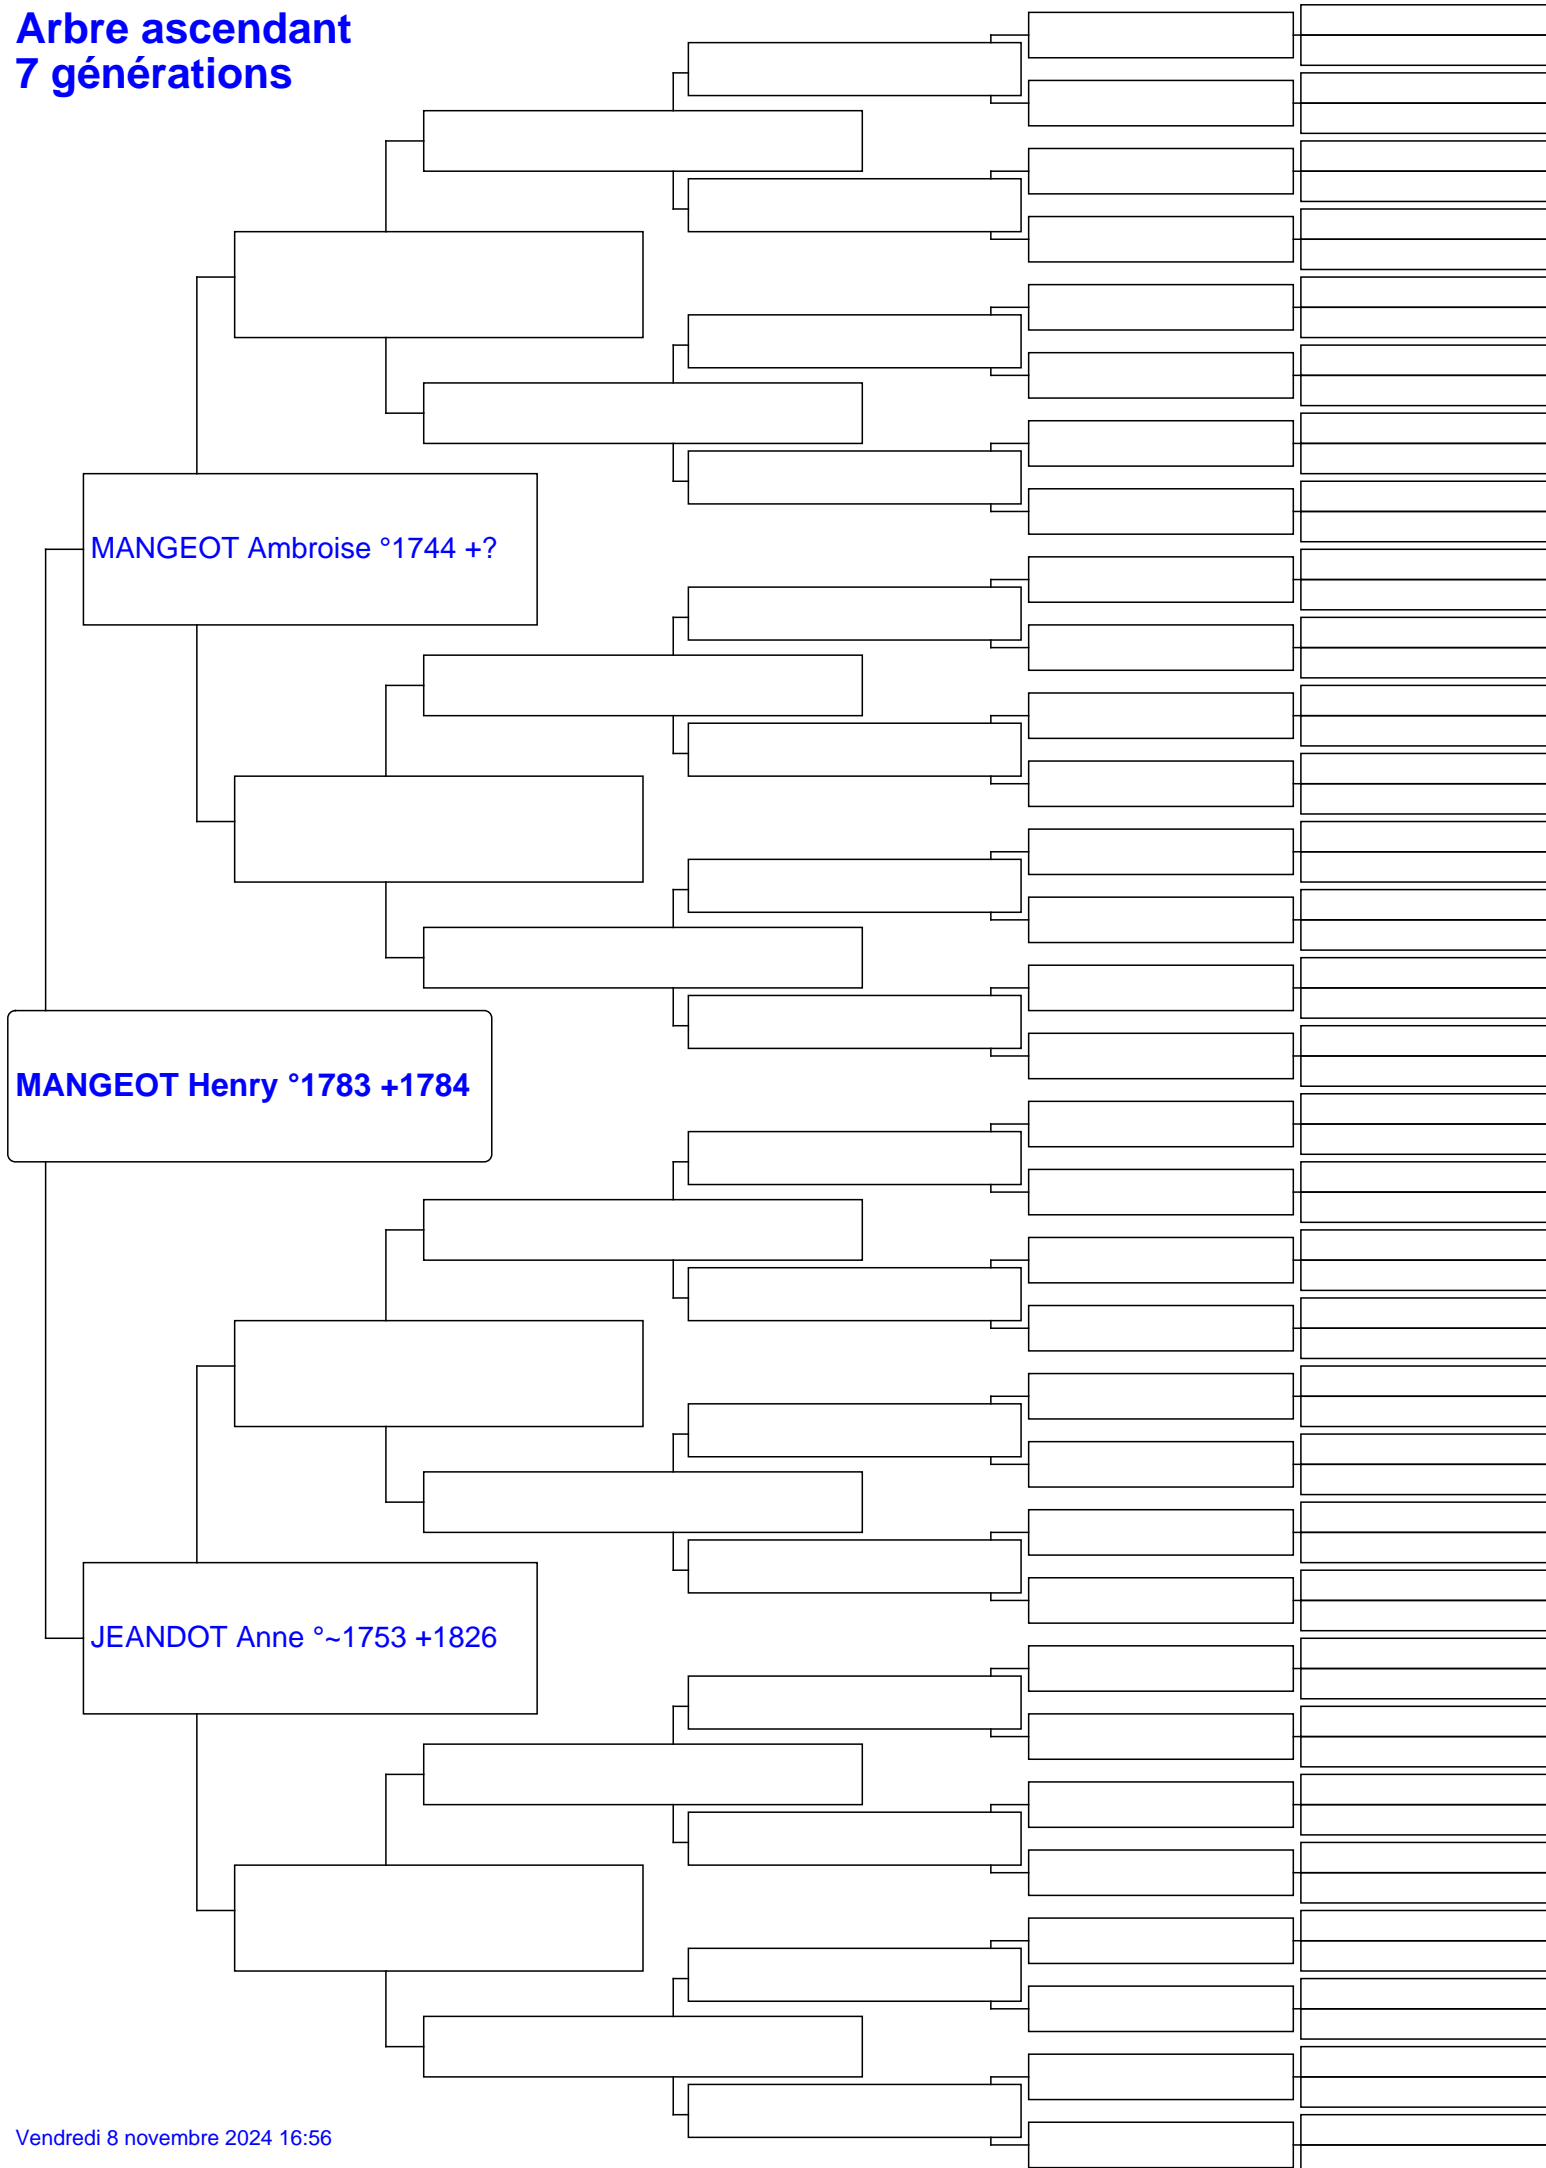 Arbre ascendant
7 générations
MANGEOT Ambroise °1744 +?
MANGEOT Henry °1783 +1784
JEANDOT Anne °~1753 +1826
Vendredi 8 novembre 2024 16:56